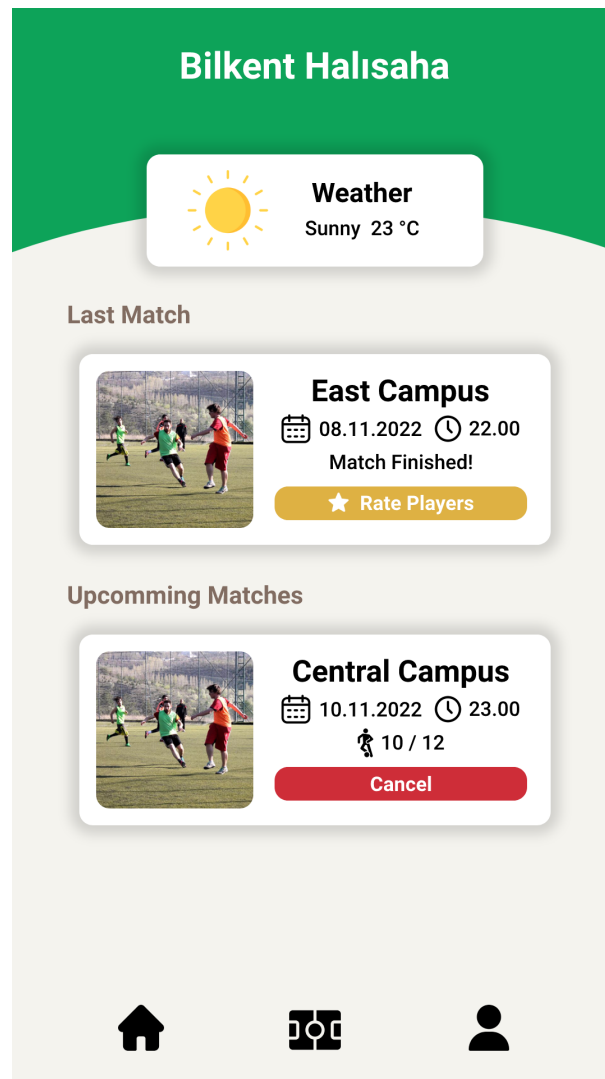 Bilkent Halısaha
Weather
Sunny 23 °C
Last Match
East Campus
08.11.2022 22.00
Match Finished!
Rate Players
Upcomming Matches
Central Campus
10.11.2022 23.00
10 / 12
Cancel